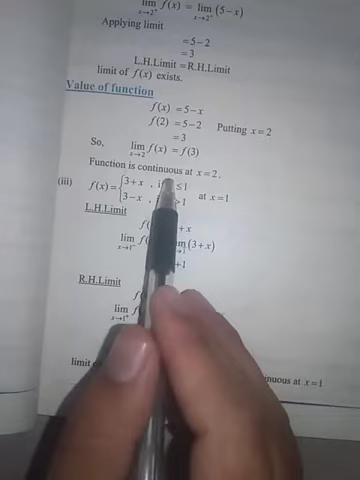 lim f(x) = lim (5−x)
x→2⁺ x→2⁺
Applying limit
=5−2
=3
L.H.Limit = R.H.Limit
limit of f(x) exists.
Value of function
f(x) =5−x
f(2) =5−2 Putting x=2
=3
So, lim f(x) = f(3)
x→2
Function is continuous at x=2.
(iii) f(x)={3+x , ≤1
3−x , >1 at x=1
L.H.Limit
+x
lim (3+x)
x→1⁻
+1
R.H.Limit
lim
x→1⁺
limit at x=1